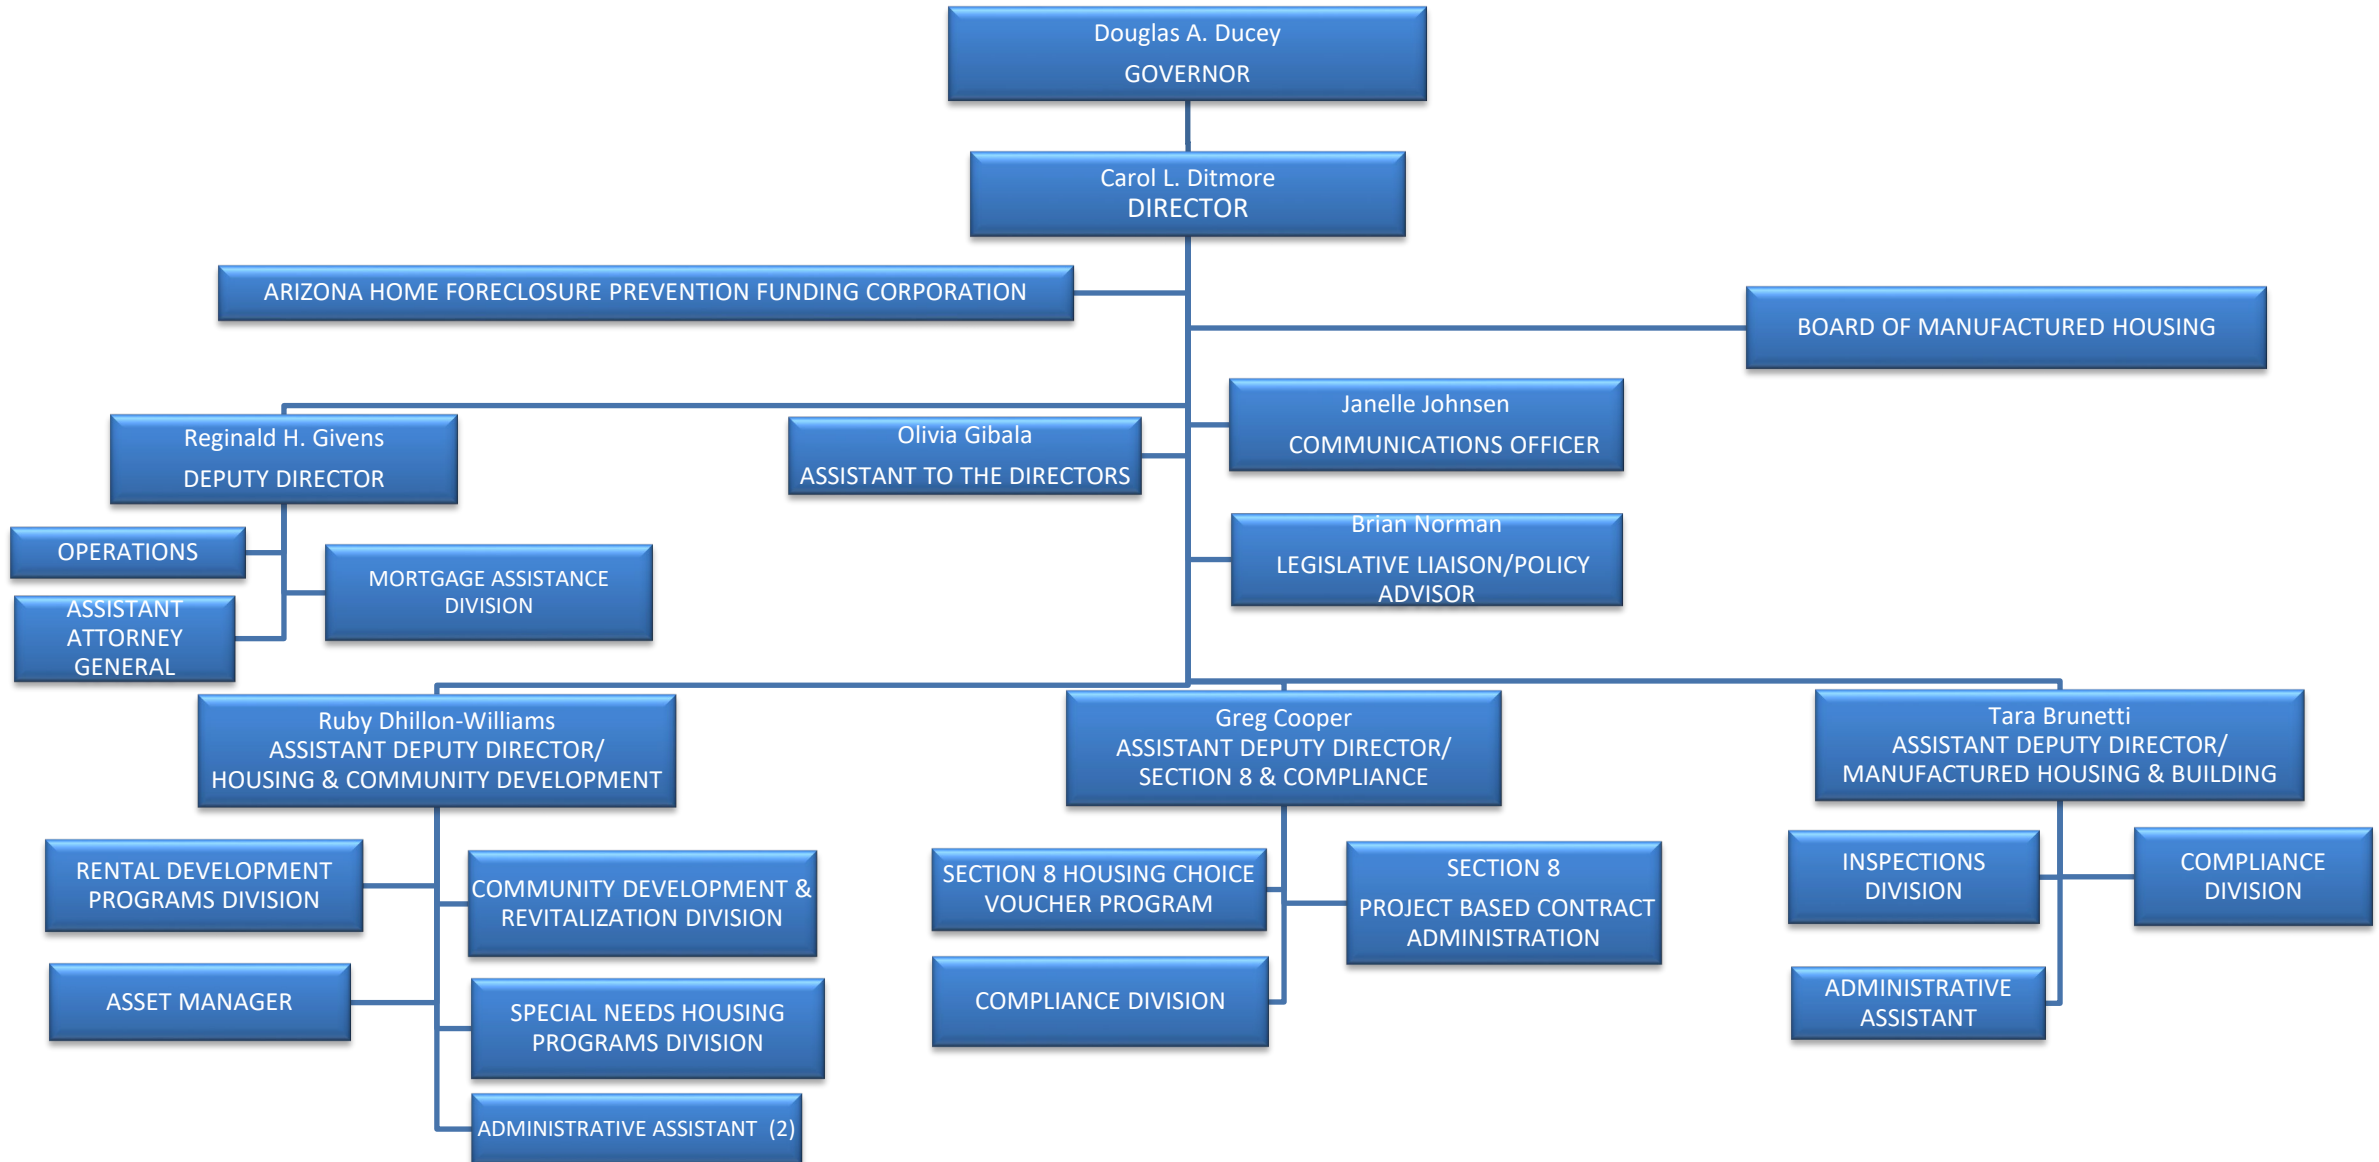 Douglas A. Ducey
GOVERNOR
Carol L. Ditmore
DIRECTOR
ARIZONA HOME FORECLOSURE PREVENTION FUNDING CORPORATION
BOARD OF MANUFACTURED HOUSING
Janelle Johnsen
COMMUNICATIONS OFFICER
Reginald H. Givens
DEPUTY DIRECTOR
Olivia Gibala
ASSISTANT TO THE DIRECTORS
Brian Norman
LEGISLATIVE LIAISON/POLICY
ADVISOR
OPERATIONS
MORTGAGE ASSISTANCE
DIVISION
ASSISTANT
ATTORNEY
GENERAL
Ruby Dhillon-Williams
ASSISTANT DEPUTY DIRECTOR/
HOUSING & COMMUNITY DEVELOPMENT
Greg Cooper
ASSISTANT DEPUTY DIRECTOR/
SECTION 8 & COMPLIANCE
Tara Brunetti
ASSISTANT DEPUTY DIRECTOR/
MANUFACTURED HOUSING & BUILDING
RENTAL DEVELOPMENT
PROGRAMS DIVISION
COMMUNITY DEVELOPMENT &
REVITALIZATION DIVISION
ASSET MANAGER
SPECIAL NEEDS HOUSING
PROGRAMS DIVISION
ADMINISTRATIVE ASSISTANT (2)
SECTION 8 HOUSING CHOICE
VOUCHER PROGRAM
SECTION 8
PROJECT BASED CONTRACT
ADMINISTRATION
COMPLIANCE DIVISION
INSPECTIONS
DIVISION
COMPLIANCE
DIVISION
ADMINISTRATIVE
ASSISTANT